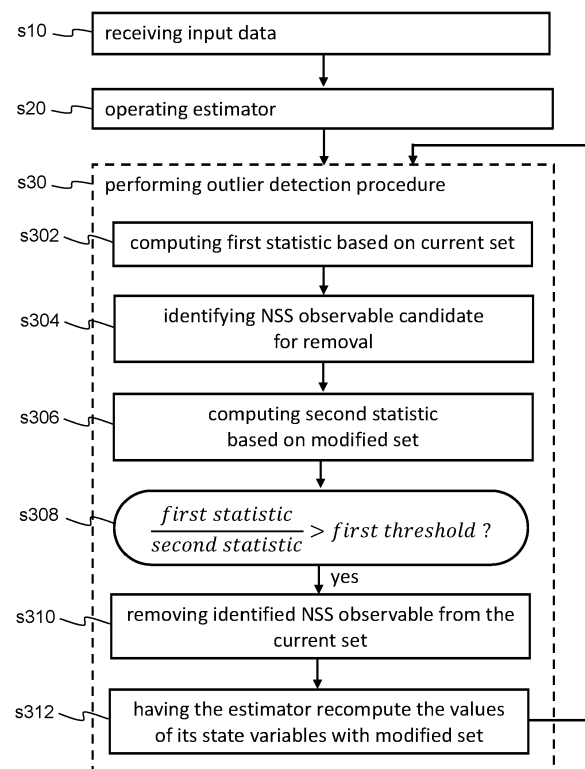 s10
receiving input data
s20
operating estimator
s30
performing outlier detection procedure
s302
computing first statistic based on current set
s304
identifying NSS observable candidate
for removal
s306
computing second statistic
based on modified set
s308
first statistic
second statistic
> first threshold ?
yes
s310
removing identified NSS observable from the
current set
s312
having the estimator recompute the values
of its state variables with modified set